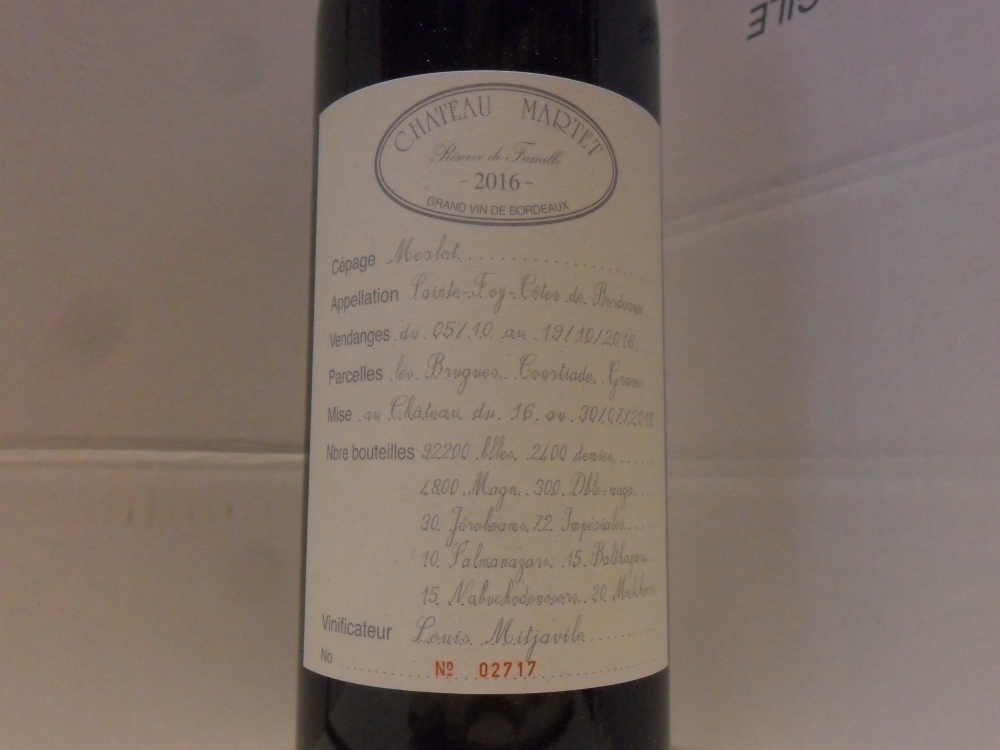 CHATEAU MARTET
Réserve de Famille
- 2016 -
GRAND VIN DE BORDEAUX
Cépage Merlot
Appellation Sainte-Foy-Côtes de Bordeaux
Vendanges du 05/10 au 19/10/2016
Parcelles les Brugues. Courtiade.
Mise au Château du 16 au 30/07/2018
Nbre bouteilles 92200 blles. 2400 demies
4800 Magn. 300 Dble-magn.
30 Jéroboams. 72 Impériales
10 Salmanazars. 15 Balthazars
15 Nabuchodonosors. 20 Melchiors
Vinificateur Louis Mitjavile
No Nº 02717